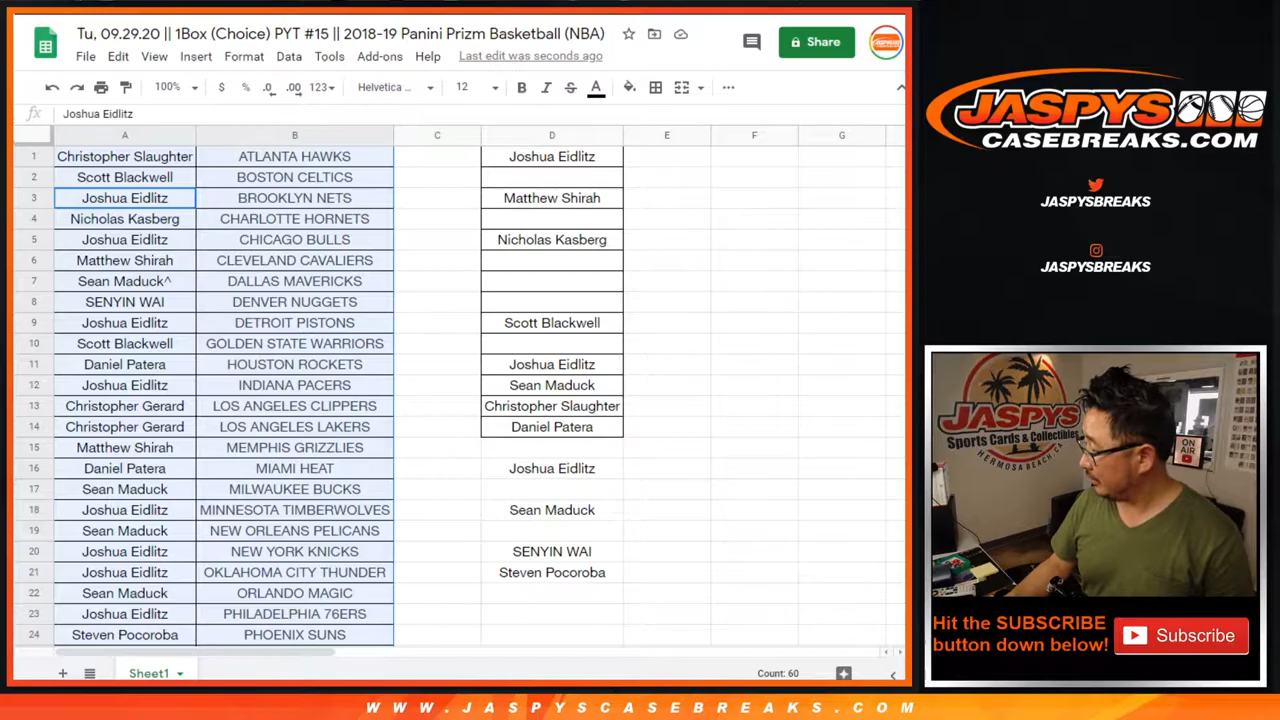 Tu, 09.29.20 || 1Box (Choice) PYT #15 || 2018-19 Panini Prizm Basketball (NBA)
File Edit View Insert Format Data Tools Add-ons Help Last edit was seconds ago
Share
100% $ % .0 .00 123 Helvetica ... 12 B I S A
fx Joshua Eidlitz
A B C D E F G
1 Christopher Slaughter ATLANTA HAWKS Joshua Eidlitz
2 Scott Blackwell BOSTON CELTICS
3 Joshua Eidlitz BROOKLYN NETS Matthew Shirah
4 Nicholas Kasberg CHARLOTTE HORNETS
5 Joshua Eidlitz CHICAGO BULLS Nicholas Kasberg
6 Matthew Shirah CLEVELAND CAVALIERS
7 Sean Maduck^ DALLAS MAVERICKS
8 SENYIN WAI DENVER NUGGETS
9 Joshua Eidlitz DETROIT PISTONS Scott Blackwell
10 Scott Blackwell GOLDEN STATE WARRIORS
11 Daniel Patera HOUSTON ROCKETS Joshua Eidlitz
12 Joshua Eidlitz INDIANA PACERS Sean Maduck
13 Christopher Gerard LOS ANGELES CLIPPERS Christopher Slaughter
14 Christopher Gerard LOS ANGELES LAKERS Daniel Patera
15 Matthew Shirah MEMPHIS GRIZZLIES
16 Daniel Patera MIAMI HEAT Joshua Eidlitz
17 Sean Maduck MILWAUKEE BUCKS
18 Joshua Eidlitz MINNESOTA TIMBERWOLVES Sean Maduck
19 Sean Maduck NEW ORLEANS PELICANS
20 Joshua Eidlitz NEW YORK KNICKS SENYIN WAI
21 Joshua Eidlitz OKLAHOMA CITY THUNDER Steven Pocoroba
22 Sean Maduck ORLANDO MAGIC
23 Joshua Eidlitz PHILADELPHIA 76ERS
24 Steven Pocoroba PHOENIX SUNS
Sheet1 Count: 60
JASPYS
CASEBREAKS.COM
JASPYSBREAKS
JASPYSBREAKS
JASPYS
Sports Cards & Collectibles
HERMOSA BEACH, CA
ON AIR
Hit the SUBSCRIBE
button down below!
Subscribe
WWW.JASPYSCASEBREAKS.COM